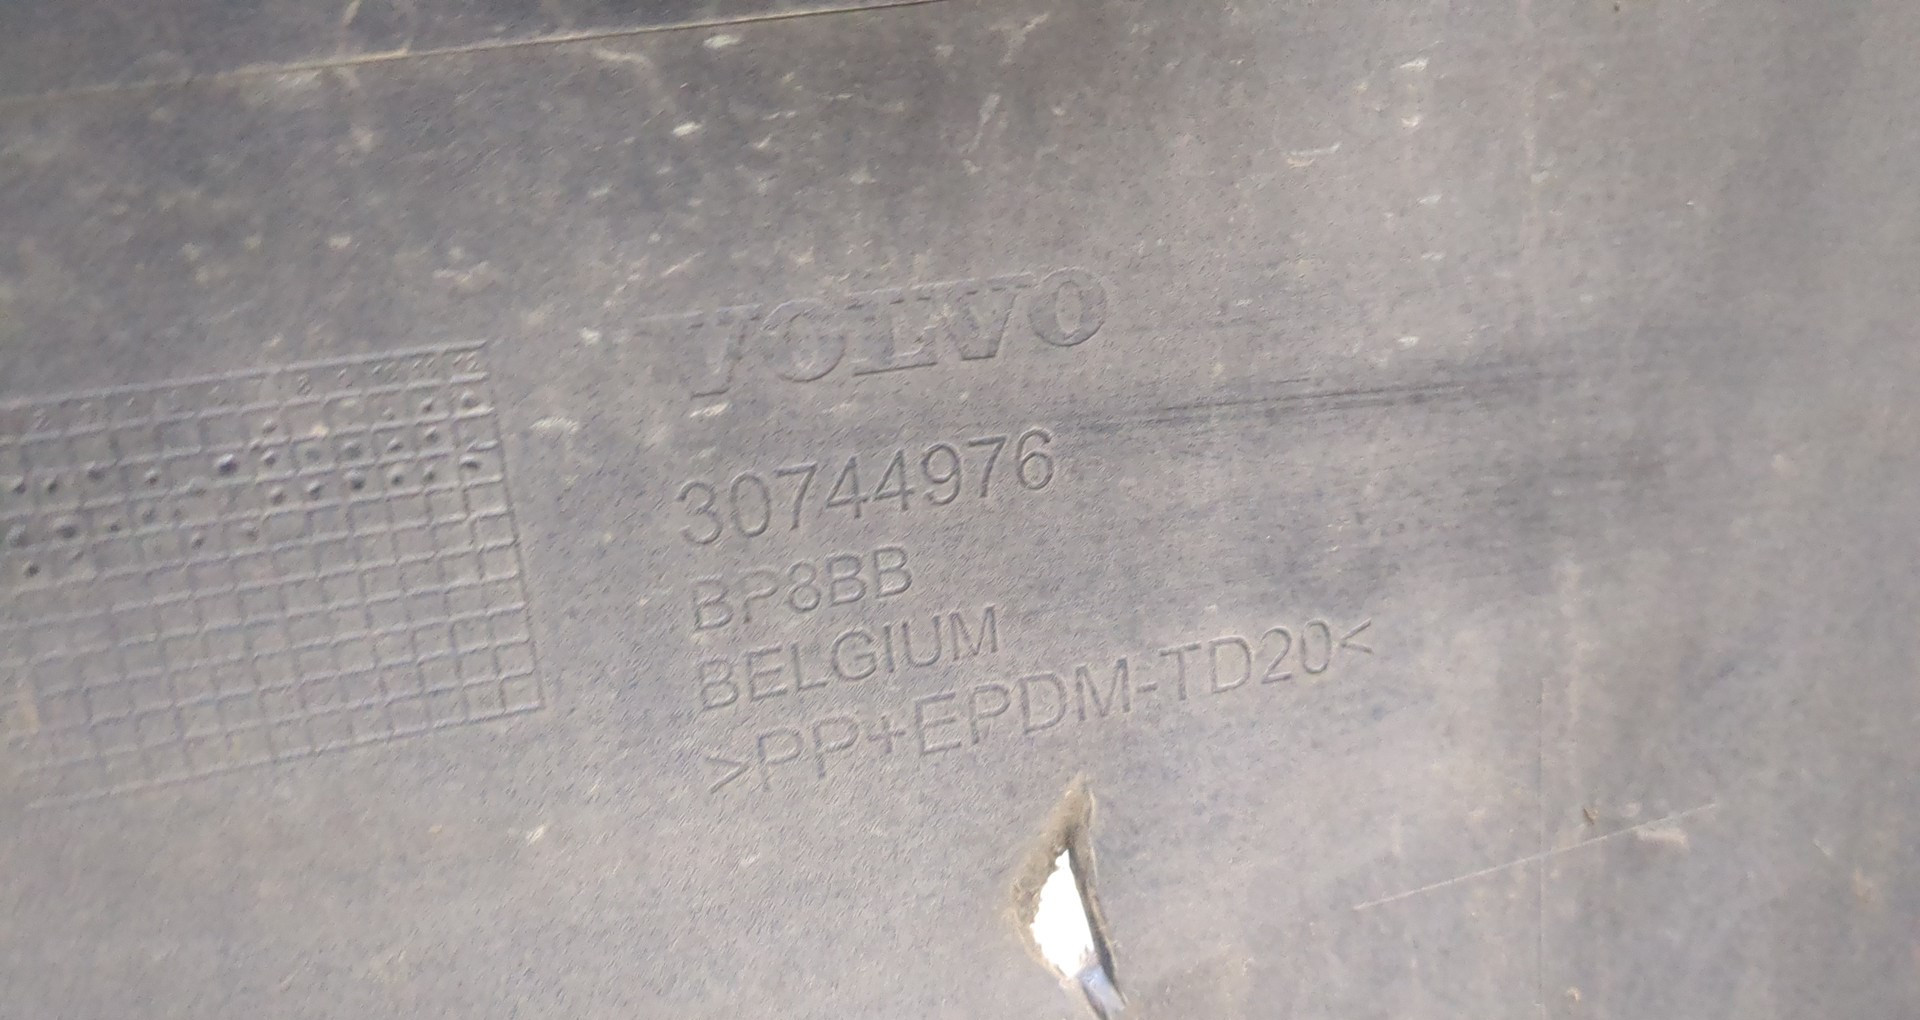 VOLVO
30744976
BP8BB
BELGIUM
>PP+EPDM-TD20<